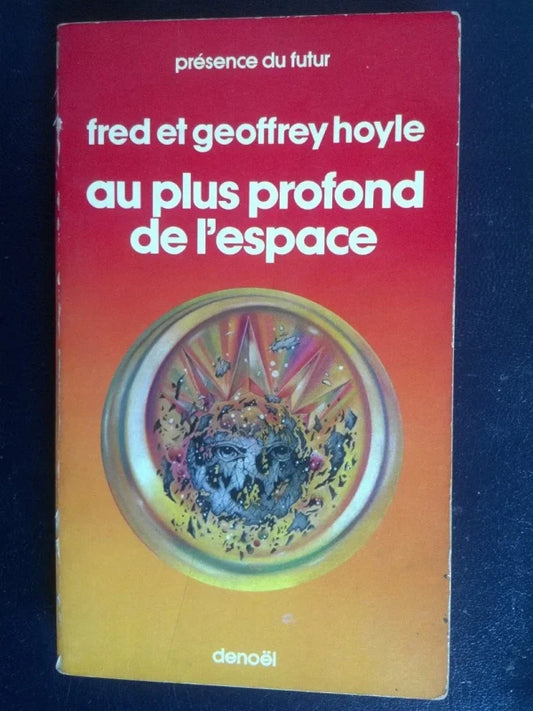 présence du futur
fred et geoffrey hoyle
au plus profond
de l'espace
denoël